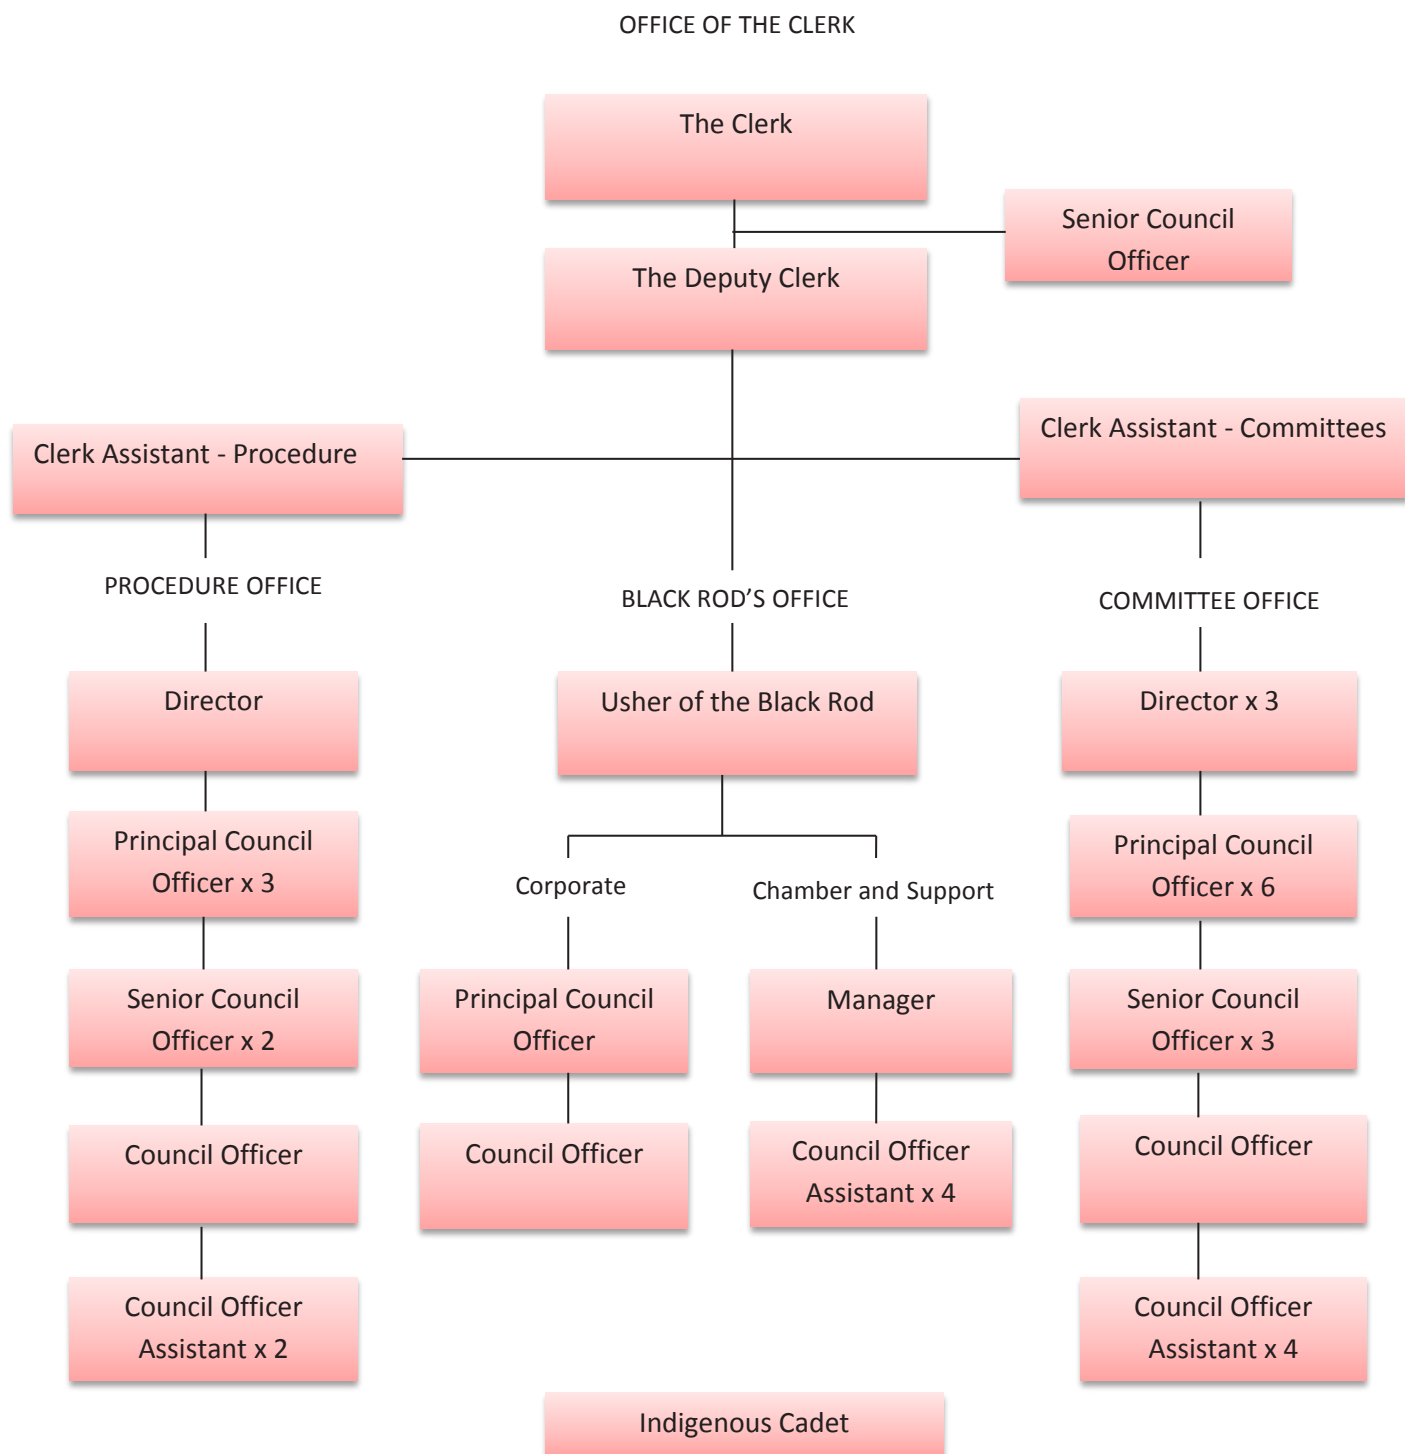 OFFICE OF THE CLERK
The Clerk
Senior Council
Officer
The Deputy Clerk
Clerk Assistant - Procedure
Clerk Assistant - Committees
PROCEDURE OFFICE
BLACK ROD’S OFFICE
COMMITTEE OFFICE
Director
Usher of the Black Rod
Director x 3
Principal Council
Officer x 3
Corporate
Chamber and Support
Principal Council
Officer x 6
Senior Council
Officer x 2
Principal Council
Officer
Manager
Senior Council
Officer x 3
Council Officer
Council Officer
Council Officer
Assistant x 4
Council Officer
Council Officer
Assistant x 2
Council Officer
Assistant x 4
Indigenous Cadet